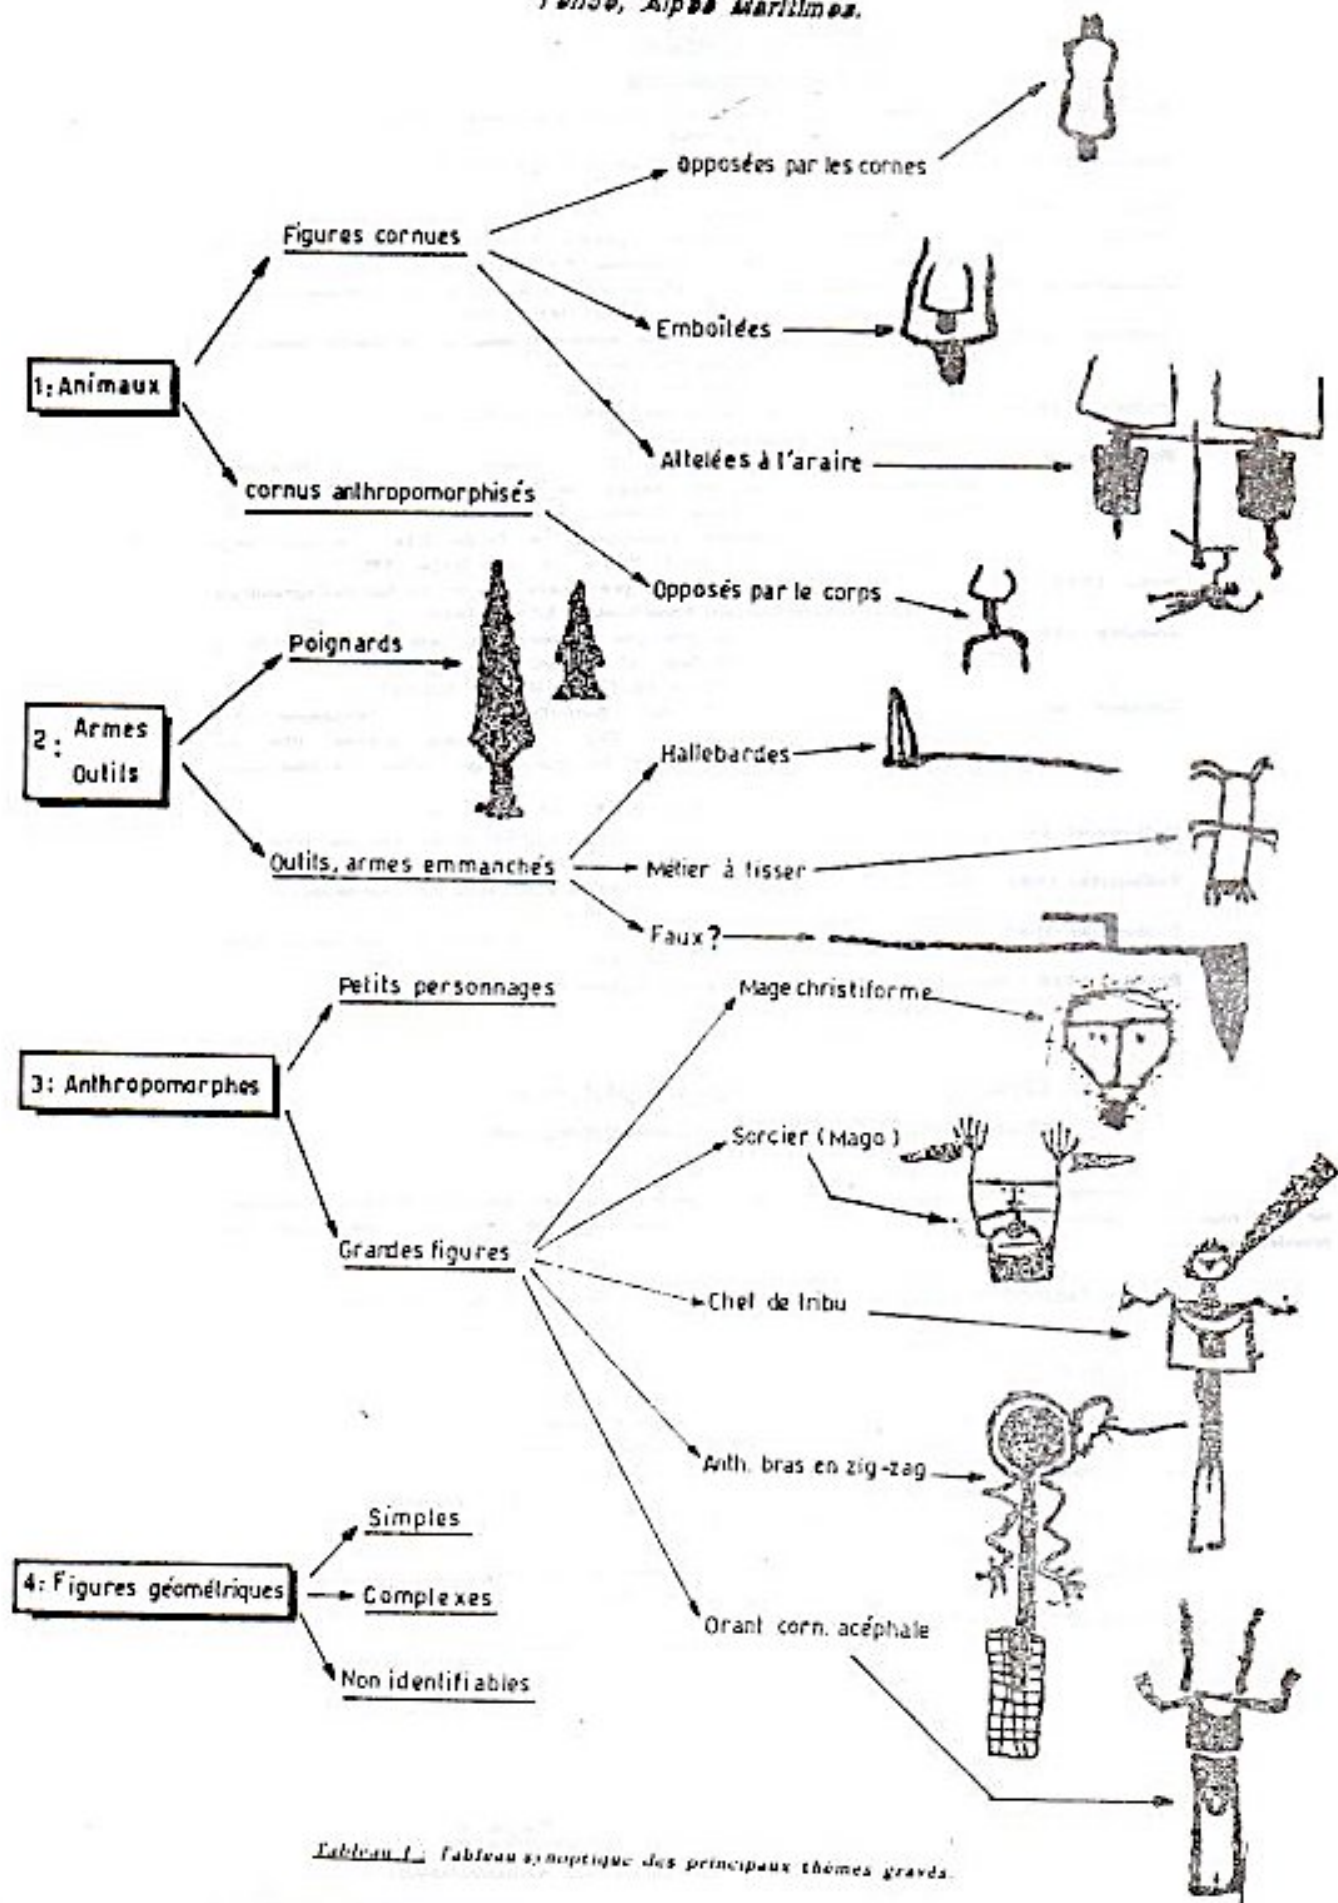 Alpes Maritimes.
Opposées par les cornes
Figures cornues
Emboîtées
1: Animaux
Attelées à l'araire
cornus anthropomorphisés
Opposés par le corps
Poignards
2: Armes
Outils
Hallebardes
Outils, armes emmanchés
Métier à tisser
Faux?
Petits personnages
Mage christiforme
3: Anthropomorphes
Sorcier (Mago)
Grandes figures
Chef de tribu
Anth. bras en zig-zag
Simples
4: Figures géométriques
Complexes
Orant corn. acéphale
Non identifiables
Tableau 1 : Tableau synoptique des principaux thèmes gravés.